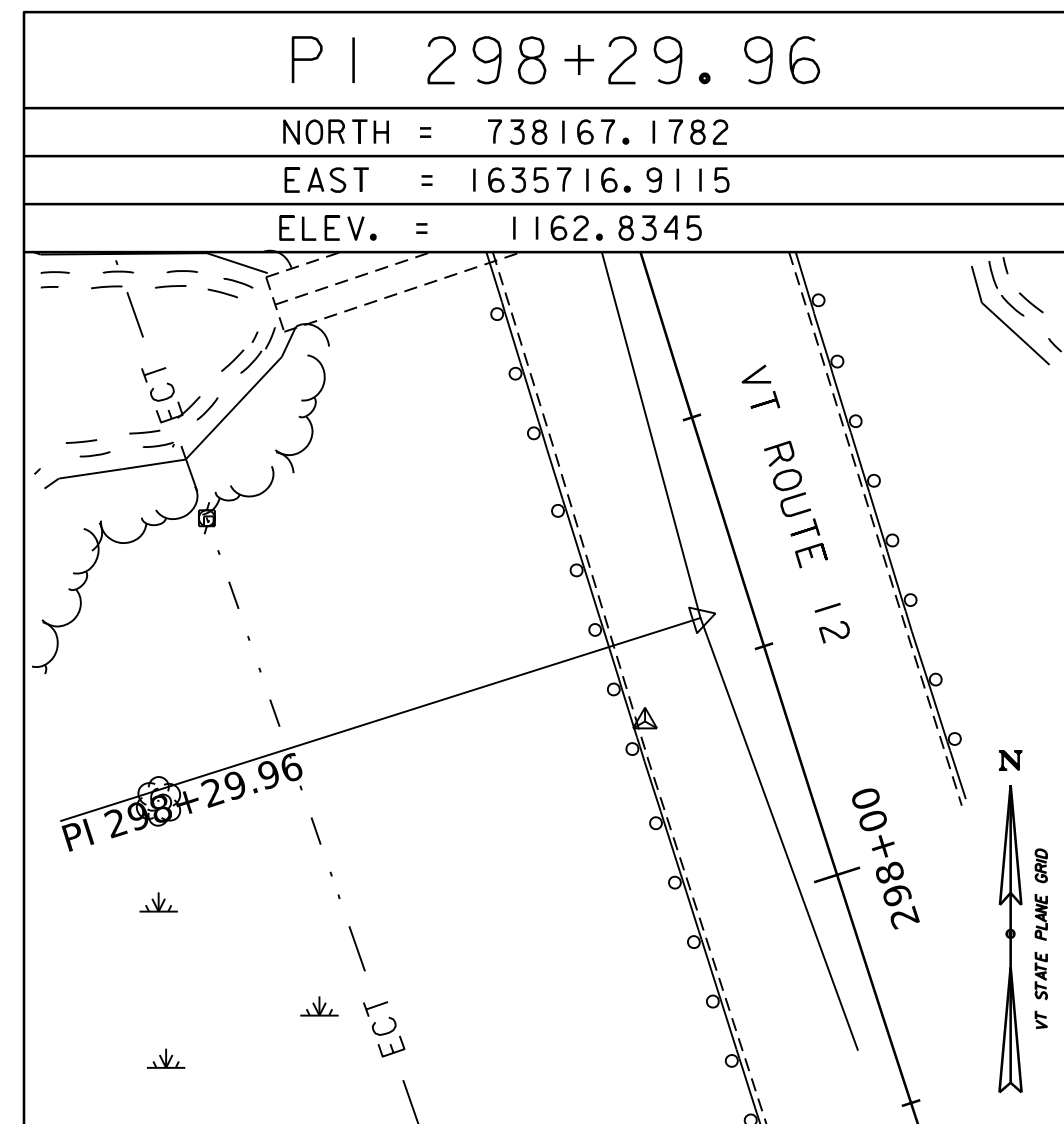 PI 298+29.96
NORTH = 738167.1782
EAST = 1635716.9115
ELEV. = 1162.8345
ECT
VT ROUTE 12
PI 298+29.96
298+00
N
VT STATE PLANE GRID
ECT